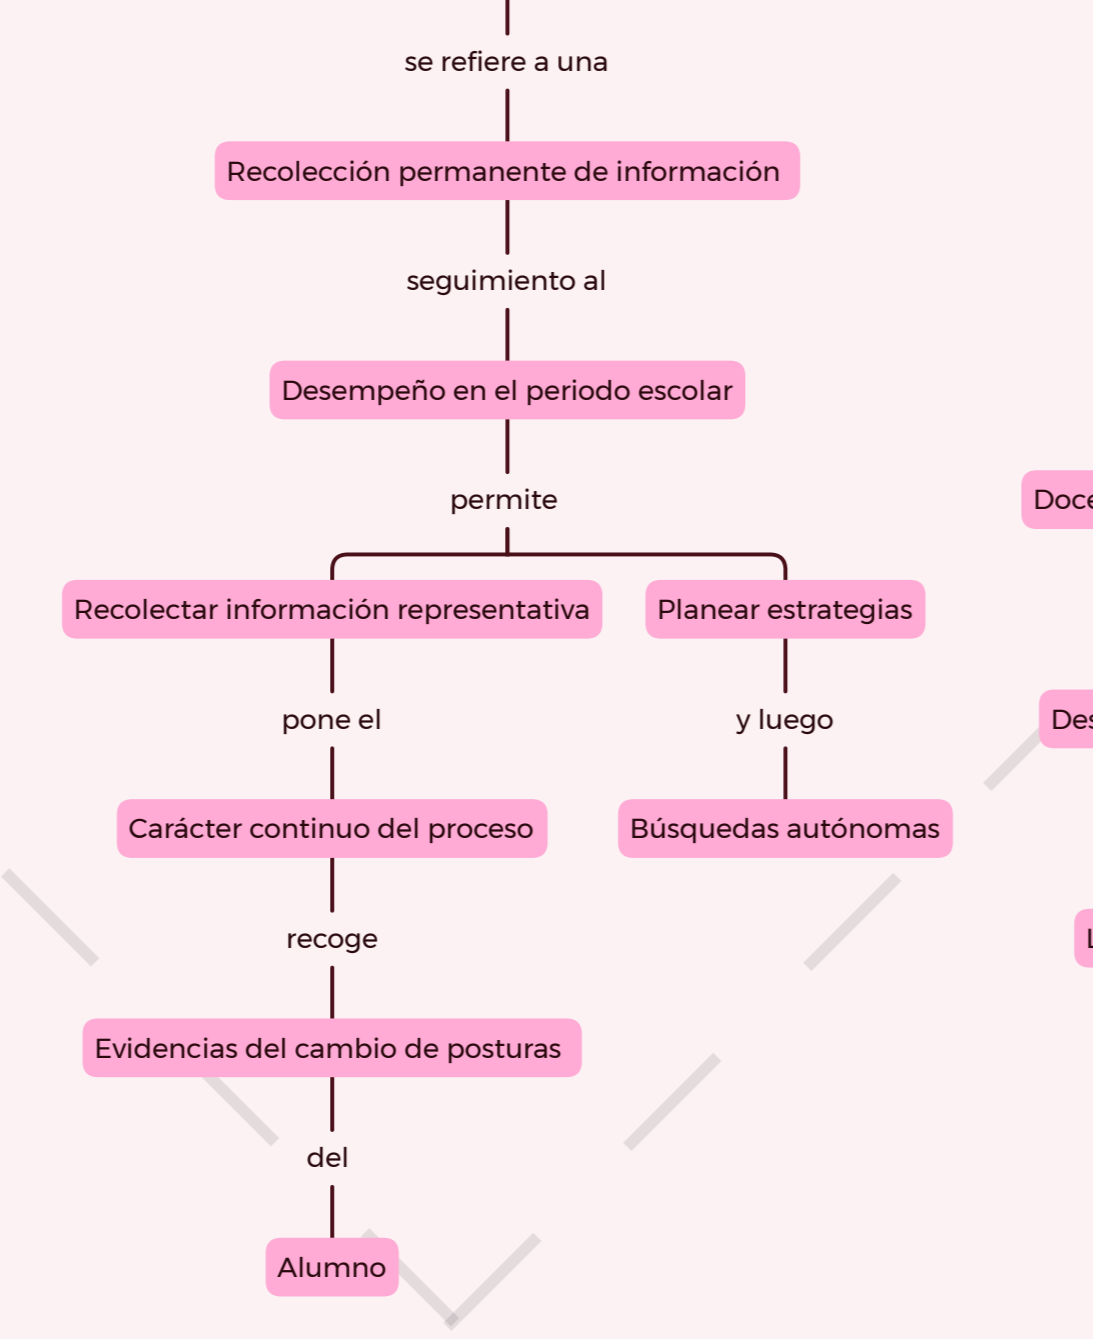 se refiere a una
Recolección permanente de información
seguimiento al
Desempeño en el periodo escolar
permite
Recolectar información representativa
Planear estrategias
pone el
y luego
Carácter continuo del proceso
Búsquedas autónomas
recoge
Evidencias del cambio de posturas
del
Alumno